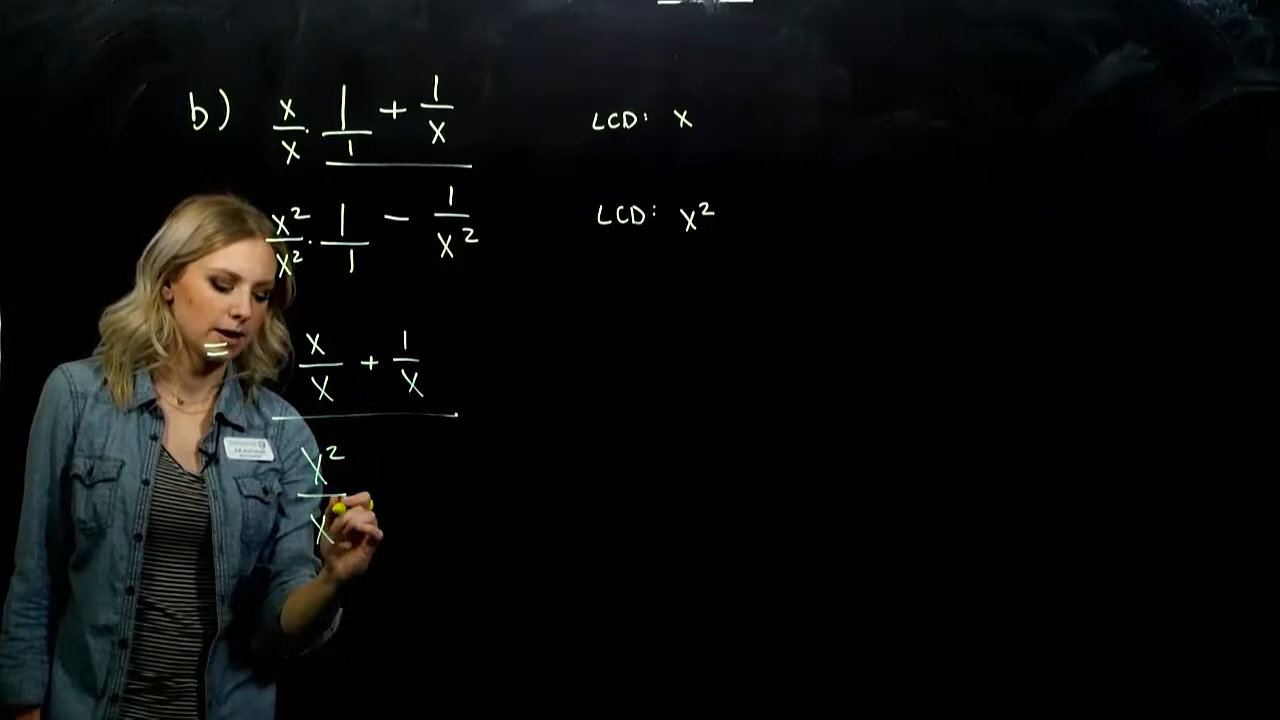 b) x/x · 1/1 + 1/x LCD: x
x²/x² · 1/1 − 1/x² LCD: x²
= x/x + 1/x
x²/x